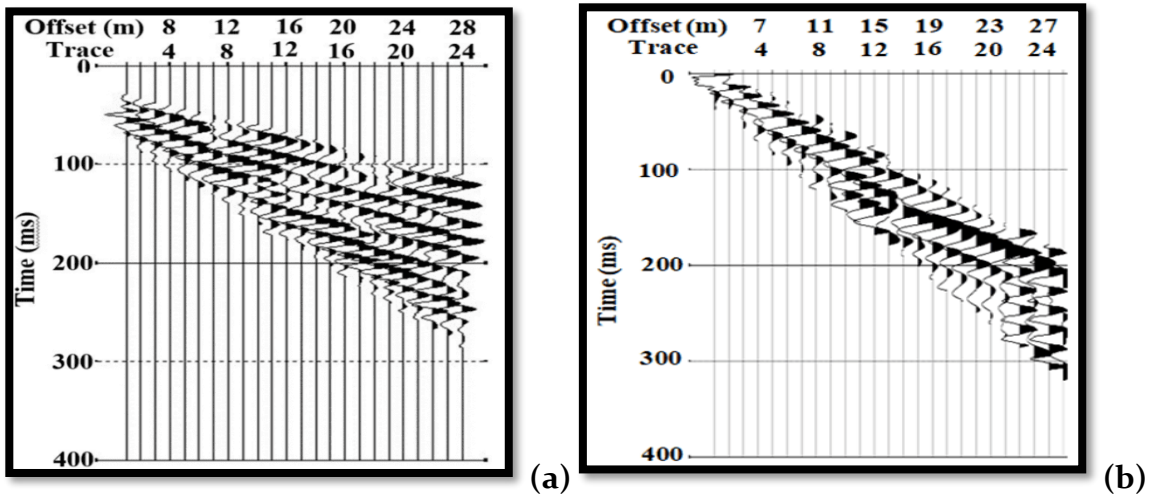 Offset (m) 8 12 16 20 24 28
Trace 4 8 12 16 20 24
0
100
200
300
400
Time (ms)
(a)
Offset (m) 7 11 15 19 23 27
Trace 4 8 12 16 20 24
0
100
200
300
400
Time (ms)
(b)